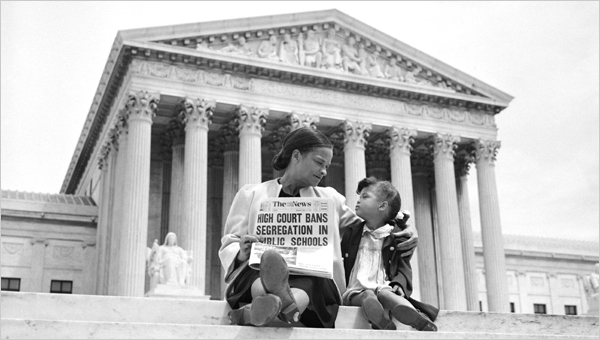 The News
HIGH COURT BANS
SEGREGATION IN
PUBLIC SCHOOLS